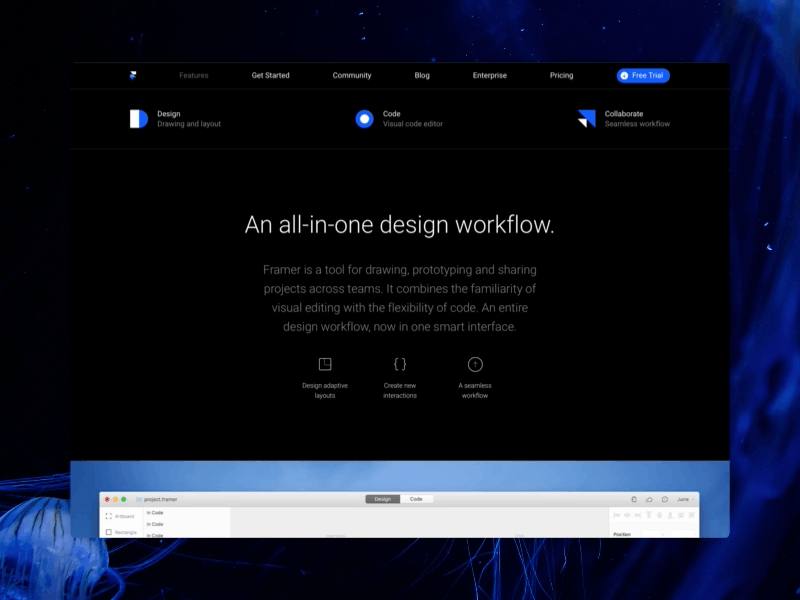 Features Get Started Community Blog Enterprise Pricing Free Trial
Design
Drawing and layout
Code
Visual code editor
Collaborate
Seamless workflow
An all-in-one design workflow.
Framer is a tool for drawing, prototyping and sharing
projects across teams. It combines the familiarity of
visual editing with the flexibility of code. An entire
design workflow, now in one smart interface.
Design adaptive
layouts
Create new
interactions
A seamless
workflow
project.framer
Design Code
June
Artboard
In Code
In Code
Rectangle
In Code
Position